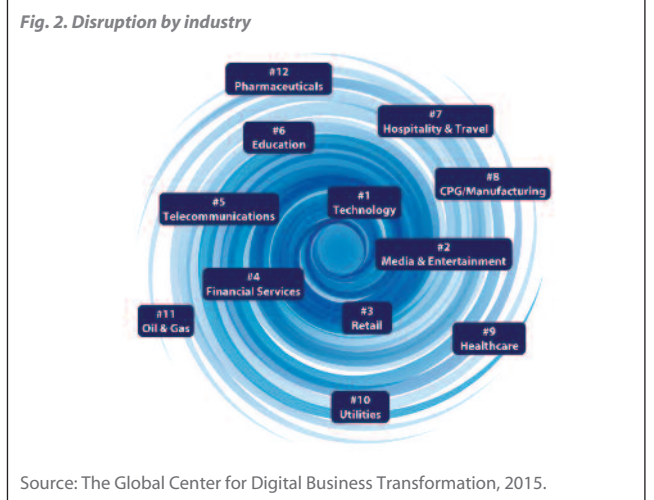 Fig. 2. Disruption by industry
#12
Pharmaceuticals
#7
Hospitality & Travel
#6
Education
#8
CPG/Manufacturing
#1
Technology
#5
Telecommunications
#2
Media & Entertainment
#4
Financial Services
#3
Retail
#11
Oil & Gas
#9
Healthcare
#10
Utilities
Source: The Global Center for Digital Business Transformation, 2015.